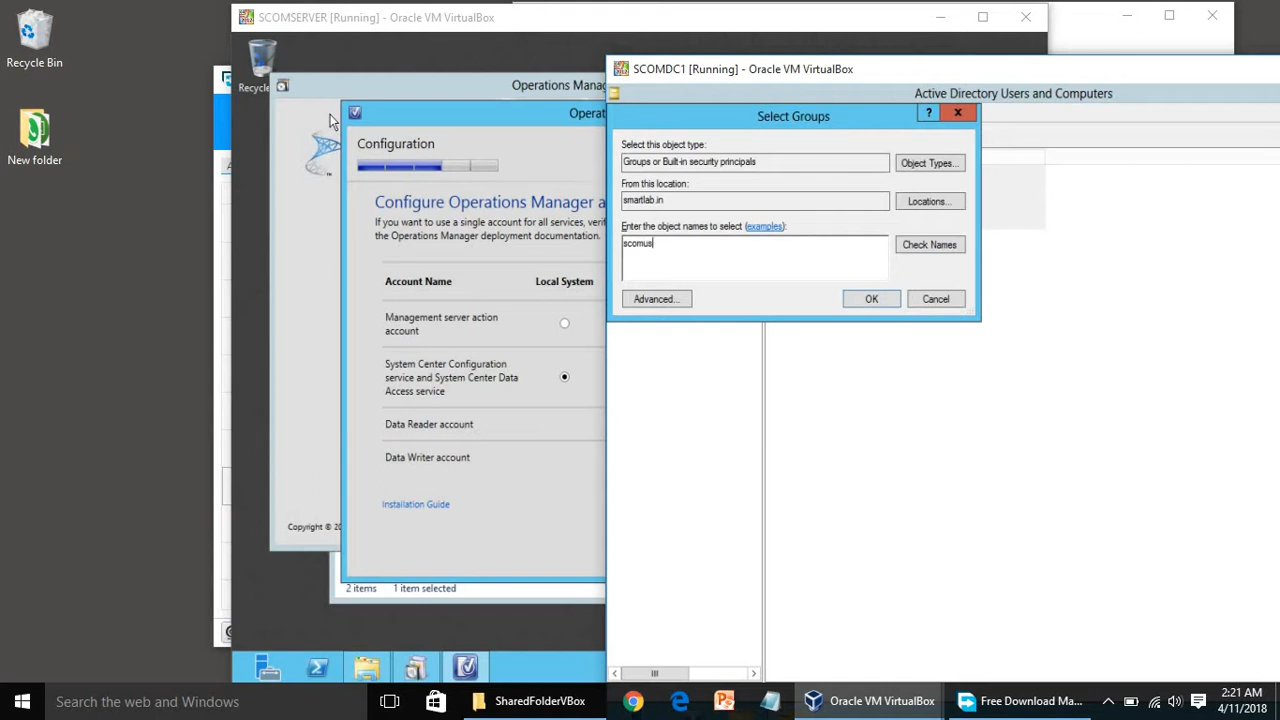 Recycle Bin
New folder
SCOMSERVER [Running] - Oracle VM VirtualBox
Recycle
Operations Manag
Operat
Configuration
Configure Operations Manager a
If you want to use a single account for all services, verif
the Operations Manager deployment documentation.
Account Name
Local System
Management server action
account
System Center Configuration
service and System Center Data
Access service
Data Reader account
Data Writer account
Installation Guide
Copyright © 20
2 items
1 item selected
SCOMDC1 [Running] - Oracle VM VirtualBox
Active Directory Users and Computers
Select Groups
?
Select this object type:
Groups or Built-in security principals
Object Types...
From this location:
smartlab.in
Locations...
Enter the object names to select (examples):
scomus
Check Names
Advanced...
OK
Cancel
Search the web and Windows
SharedFolderVBox
Oracle VM VirtualBox
Free Download Ma...
2:21 AM
4/11/2018